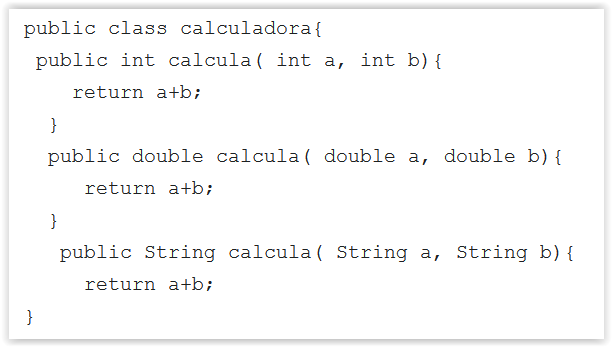 public class calculadora{
public int calcula( int a, int b){
return a+b;
}
public double calcula( double a, double b){
return a+b;
}
public String calcula( String a, String b){
return a+b;
}